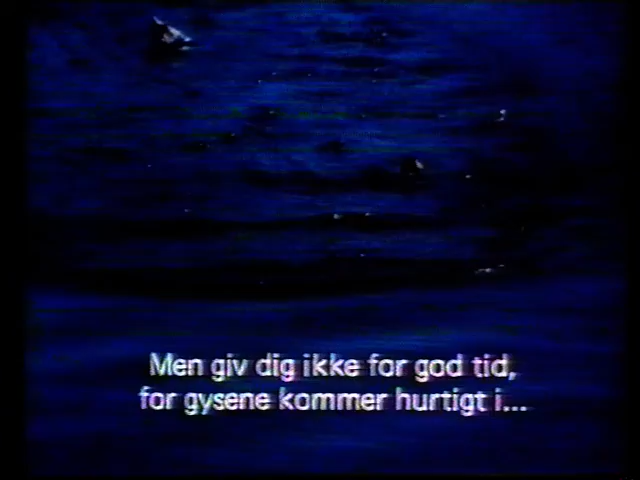 Men giv dig ikke for god tid,
for gysene kommer hurtigt i...